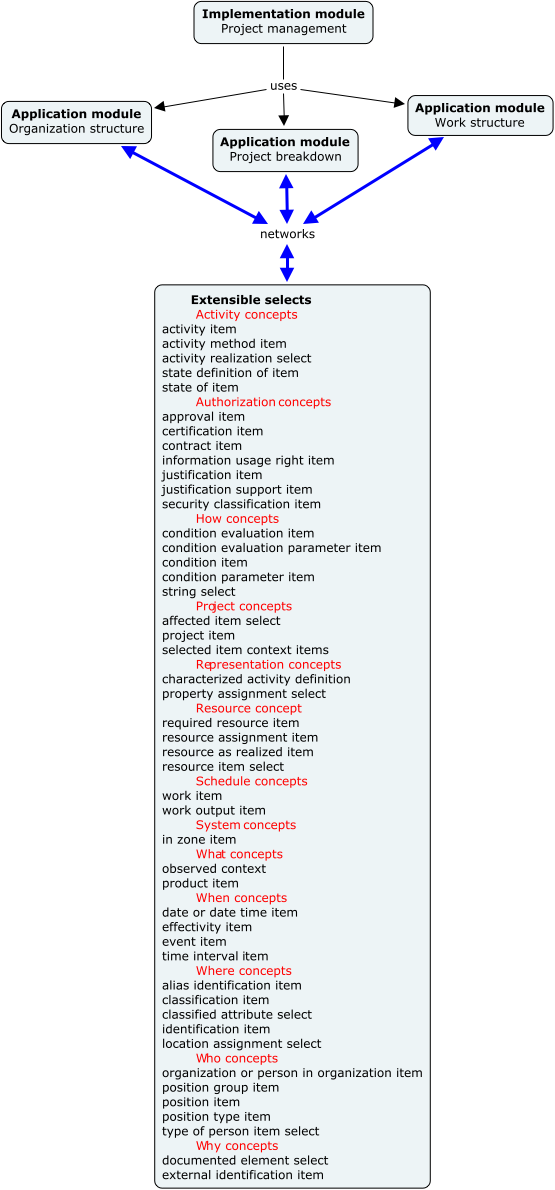 Implementation module
Project management
uses
Application module
Organization structure
Application module
Project breakdown
Application module
Work structure
networks
Extensible selects
Activity concepts
activity item
activity method item
activity realization select
state definition of item
state of item
Authorization concepts
approval item
certification item
contract item
information usage right item
justification item
justification support item
security classification item
How concepts
condition evaluation item
condition evaluation parameter item
condition item
condition parameter item
string select
Project concepts
affected item select
project item
selected item context items
Representation concepts
characterized activity definition
property assignment select
Resource concept
required resource item
resource assignment item
resource as realized item
resource item select
Schedule concepts
work item
work output item
System concepts
in zone item
What concepts
observed context
product item
When concepts
date or date time item
effectivity item
event item
time interval item
Where concepts
alias identification item
classification item
classified attribute select
identification item
location assignment select
Who concepts
organization or person in organization item
position group item
position item
position type item
type of person item select
Why concepts
documented element select
external identification item